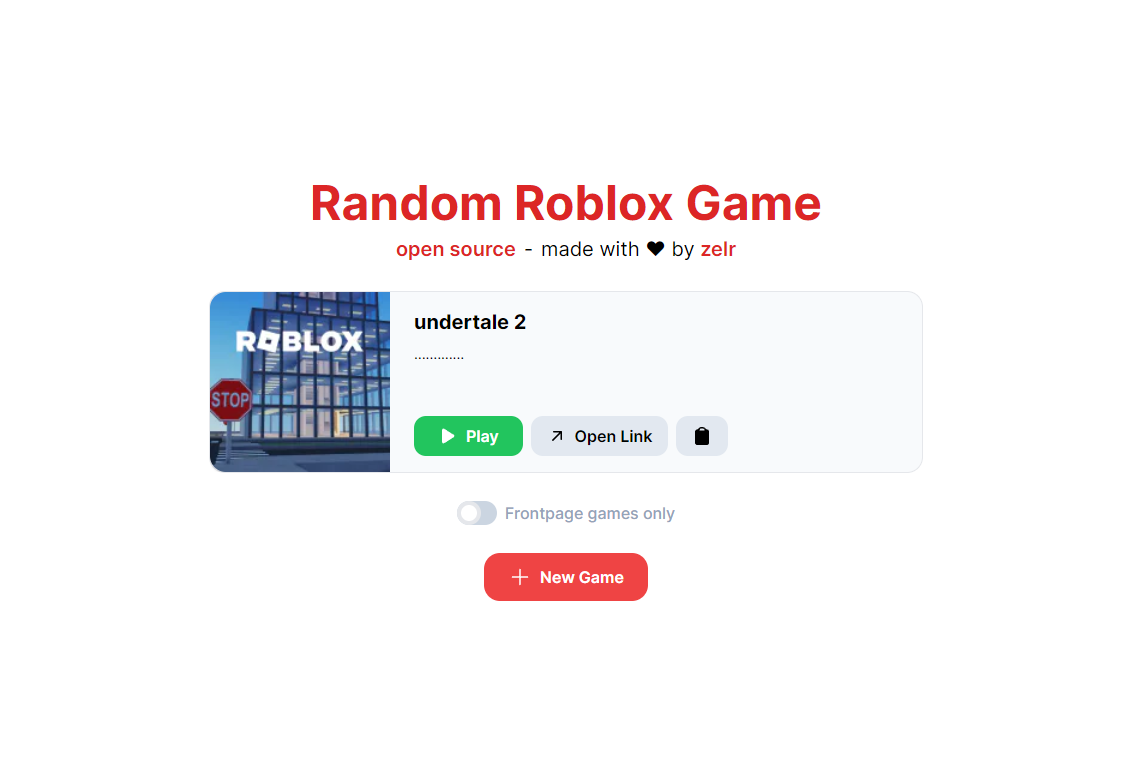 Random Roblox Game
open source - made with ♥ by zelr
ROBLOX
STOP
undertale 2
.............
Play
Open Link
Frontpage games only
New Game